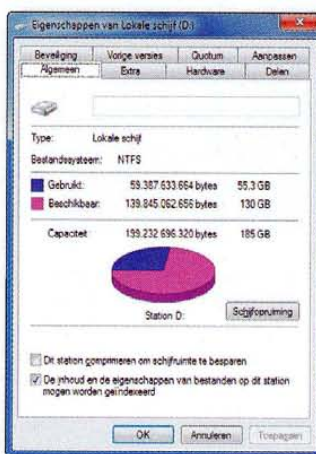 Eigenschappen van Lokale schijf (D:)
Beveiliging Vorige versies Quotum Aanpassen
Algemeen Extra Hardware Delen
Type: Lokale schijf
Bestandssysteem: NTFS
Gebruikt: 59.387.633.664 bytes 55,3 GB
Beschikbaar: 139.845.062.656 bytes 130 GB
Capaciteit: 199.232.696.320 bytes 185 GB
Station D:
Schijfopruiming
Dit station comprimeren om schijfruimte te besparen
De inhoud en de eigenschappen van bestanden op dit station
mogen worden geïndexeerd
OK Annuleren Toepassen